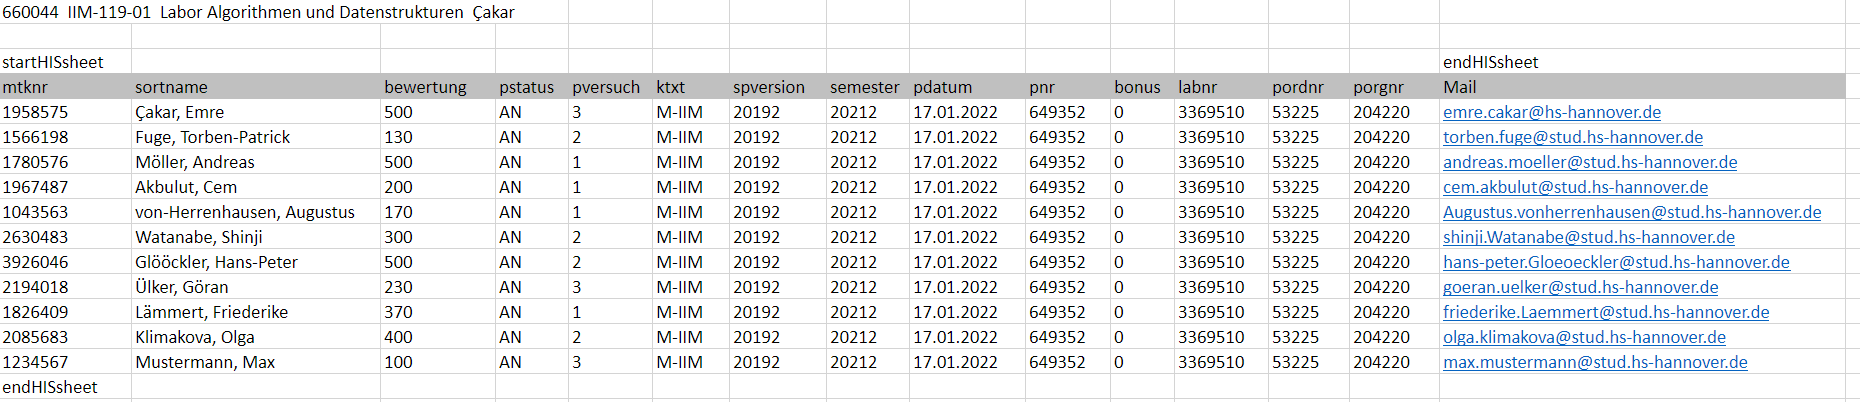 660044 IIM-119-01 Labor Algorithmen und Datenstrukturen Çakar
startHISsheet endHISsheet
mtknr sortname bewertung pstatus pversuch ktxt spversion semester pdatum pnr bonus labnr pordnr porgnr Mail
1958575 Çakar, Emre 500 AN 3 M-IIM 20192 20212 17.01.2022 649352 0 3369510 53225 204220 emre.cakar@hs-hannover.de
1566198 Fuge, Torben-Patrick 130 AN 2 M-IIM 20192 20212 17.01.2022 649352 0 3369510 53225 204220 torben.fuge@stud.hs-hannover.de
1780576 Möller, Andreas 500 AN 1 M-IIM 20192 20212 17.01.2022 649352 0 3369510 53225 204220 andreas.moeller@stud.hs-hannover.de
1967487 Akbulut, Cem 200 AN 1 M-IIM 20192 20212 17.01.2022 649352 0 3369510 53225 204220 cem.akbulut@stud.hs-hannover.de
1043563 von-Herrenhausen, Augustus 170 AN 1 M-IIM 20192 20212 17.01.2022 649352 0 3369510 53225 204220 Augustus.vonherrenhausen@stud.hs-hannover.de
2630483 Watanabe, Shinji 300 AN 2 M-IIM 20192 20212 17.01.2022 649352 0 3369510 53225 204220 shinji.Watanabe@stud.hs-hannover.de
3926046 Glööckler, Hans-Peter 500 AN 2 M-IIM 20192 20212 17.01.2022 649352 0 3369510 53225 204220 hans-peter.Gloeoeckler@stud.hs-hannover.de
2194018 Ülker, Göran 230 AN 3 M-IIM 20192 20212 17.01.2022 649352 0 3369510 53225 204220 goeran.uelker@stud.hs-hannover.de
1826409 Lämmert, Friederike 370 AN 1 M-IIM 20192 20212 17.01.2022 649352 0 3369510 53225 204220 friederike.Laemmert@stud.hs-hannover.de
2085683 Klimakova, Olga 400 AN 2 M-IIM 20192 20212 17.01.2022 649352 0 3369510 53225 204220 olga.klimakova@stud.hs-hannover.de
1234567 Mustermann, Max 100 AN 3 M-IIM 20192 20212 17.01.2022 649352 0 3369510 53225 204220 max.mustermann@stud.hs-hannover.de
endHISsheet